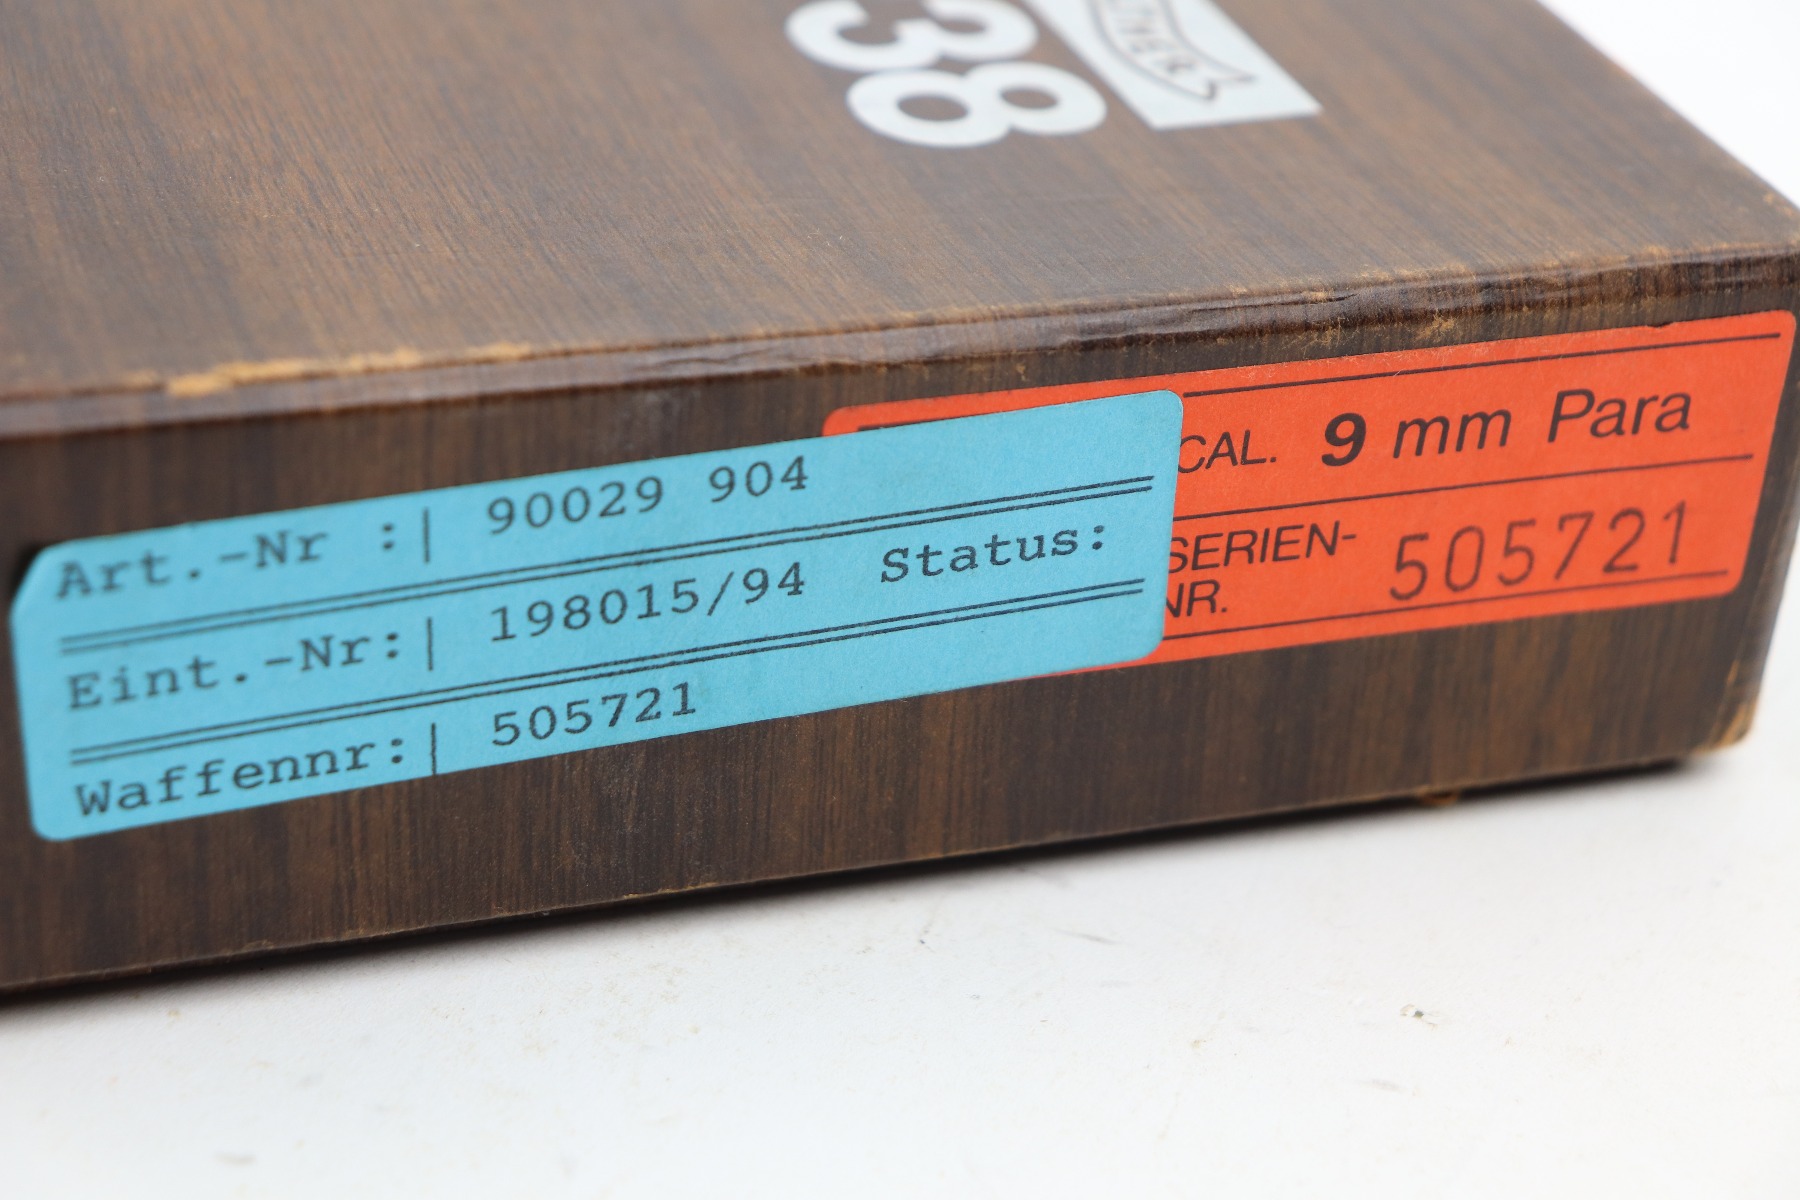 38
Art.-Nr :| 90029 904
Eint.-Nr:| 198015/94 Status:
Waffennr:| 505721
CAL. 9 mm Para
SERIEN-
NR. 505721